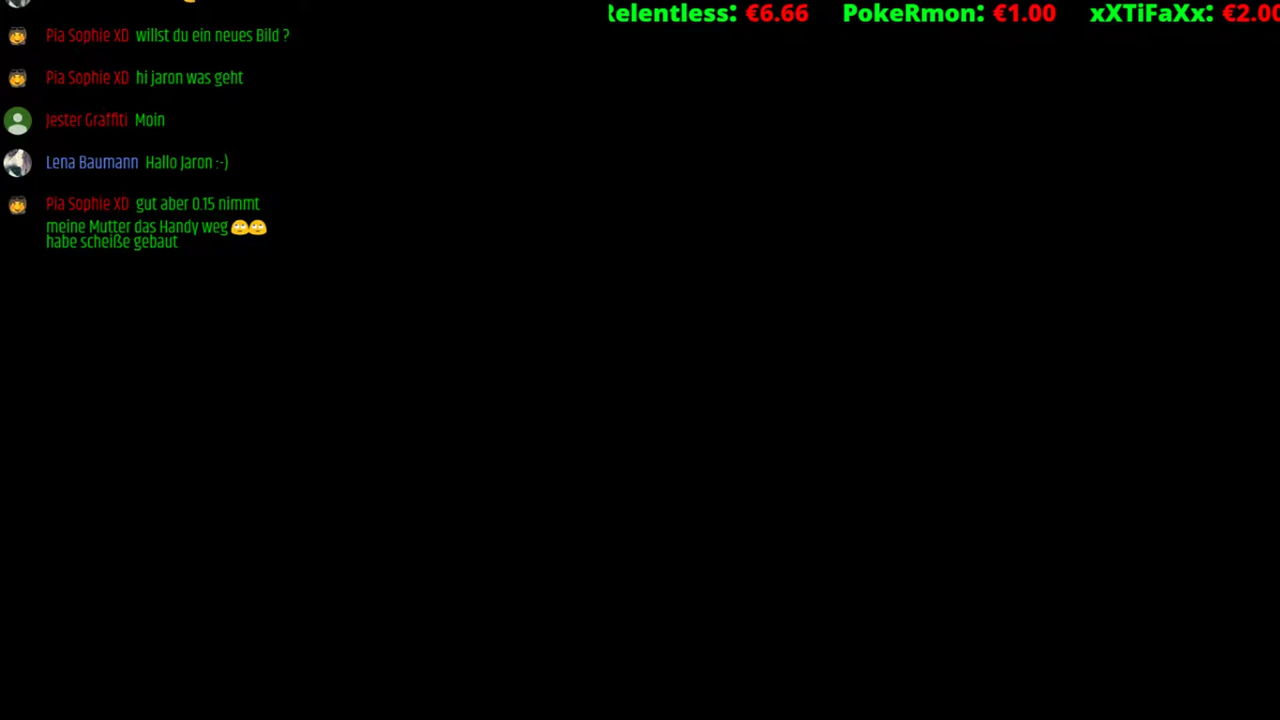 elentless: €6.66 PokeRmon: €1.00 xXTiFaXx: €2.00
Pia Sophie XD willst du ein neues Bild ?
Pia Sophie XD hi jaron was geht
Jester Graffiti Moin
Lena Baumann Hallo Jaron :-)
Pia Sophie XD gut aber 0.15 nimmt
meine Mutter das Handy weg 🙄🙄
habe scheiße gebaut